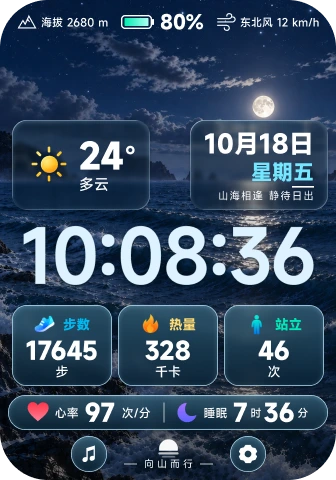 海拔 2680 m 80% 东北风 12 km/h
24°
多云
10月18日
星期五
山海相逢 静待日出
10:08:36
步数 热量 站立
17645 328 46
步 千卡 次
心率 97 次/分 睡眠 7 时 36 分
向山而行